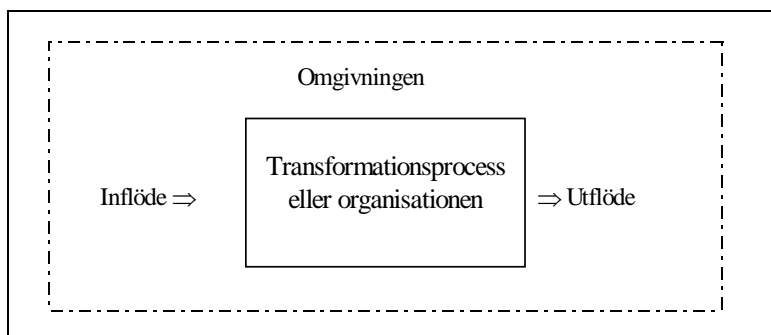 Omgivningen
Transformationsprocess
eller organisationen
Inflöde ⇒
⇒ Utflöde